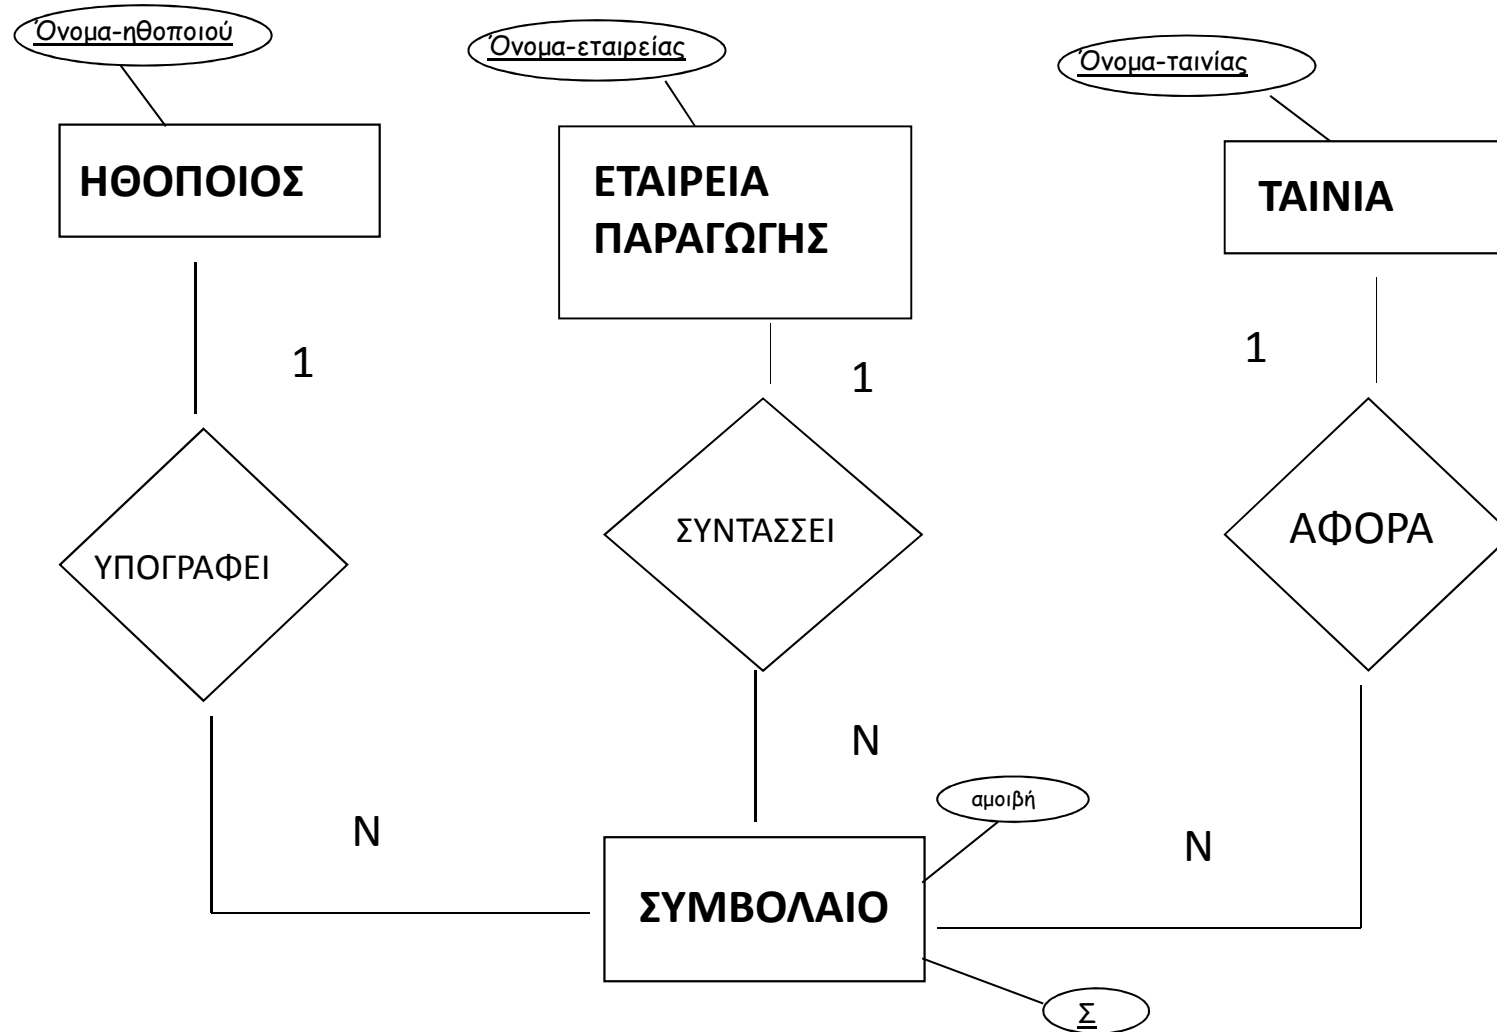 Όνομα-ηθοποιού
Όνομα-εταιρείας
Όνομα-ταινίας
ΗΘΟΠΟΙΟΣ
ΕΤΑΙΡΕΙΑ
ΠΑΡΑΓΩΓΗΣ
ΤΑΙΝΙΑ
1
1
1
ΥΠΟΓΡΑΦΕΙ
ΣΥΝΤΑΣΣΕΙ
ΑΦΟΡΑ
Ν
Ν
Ν
αμοιβή
ΣΥΜΒΟΛΑΙΟ
Σ